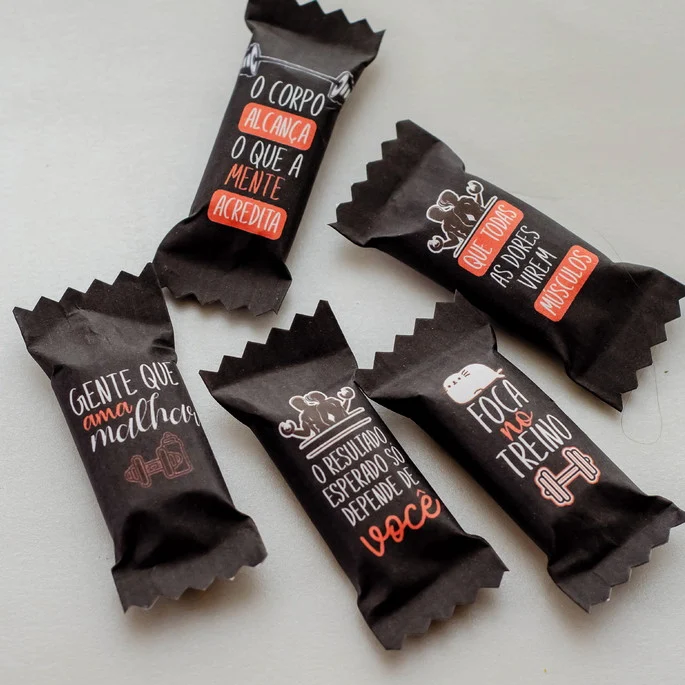 O CORPO
ALCANÇA
O QUE A
MENTE
ACREDITA
QUE TODAS
AS DORES
VIREM
MÚSCULOS
GENTE QUE
ama
malhar
O RESULTADO
ESPERADO SÓ
DEPENDE DE
você
FOCA
no
TREINO